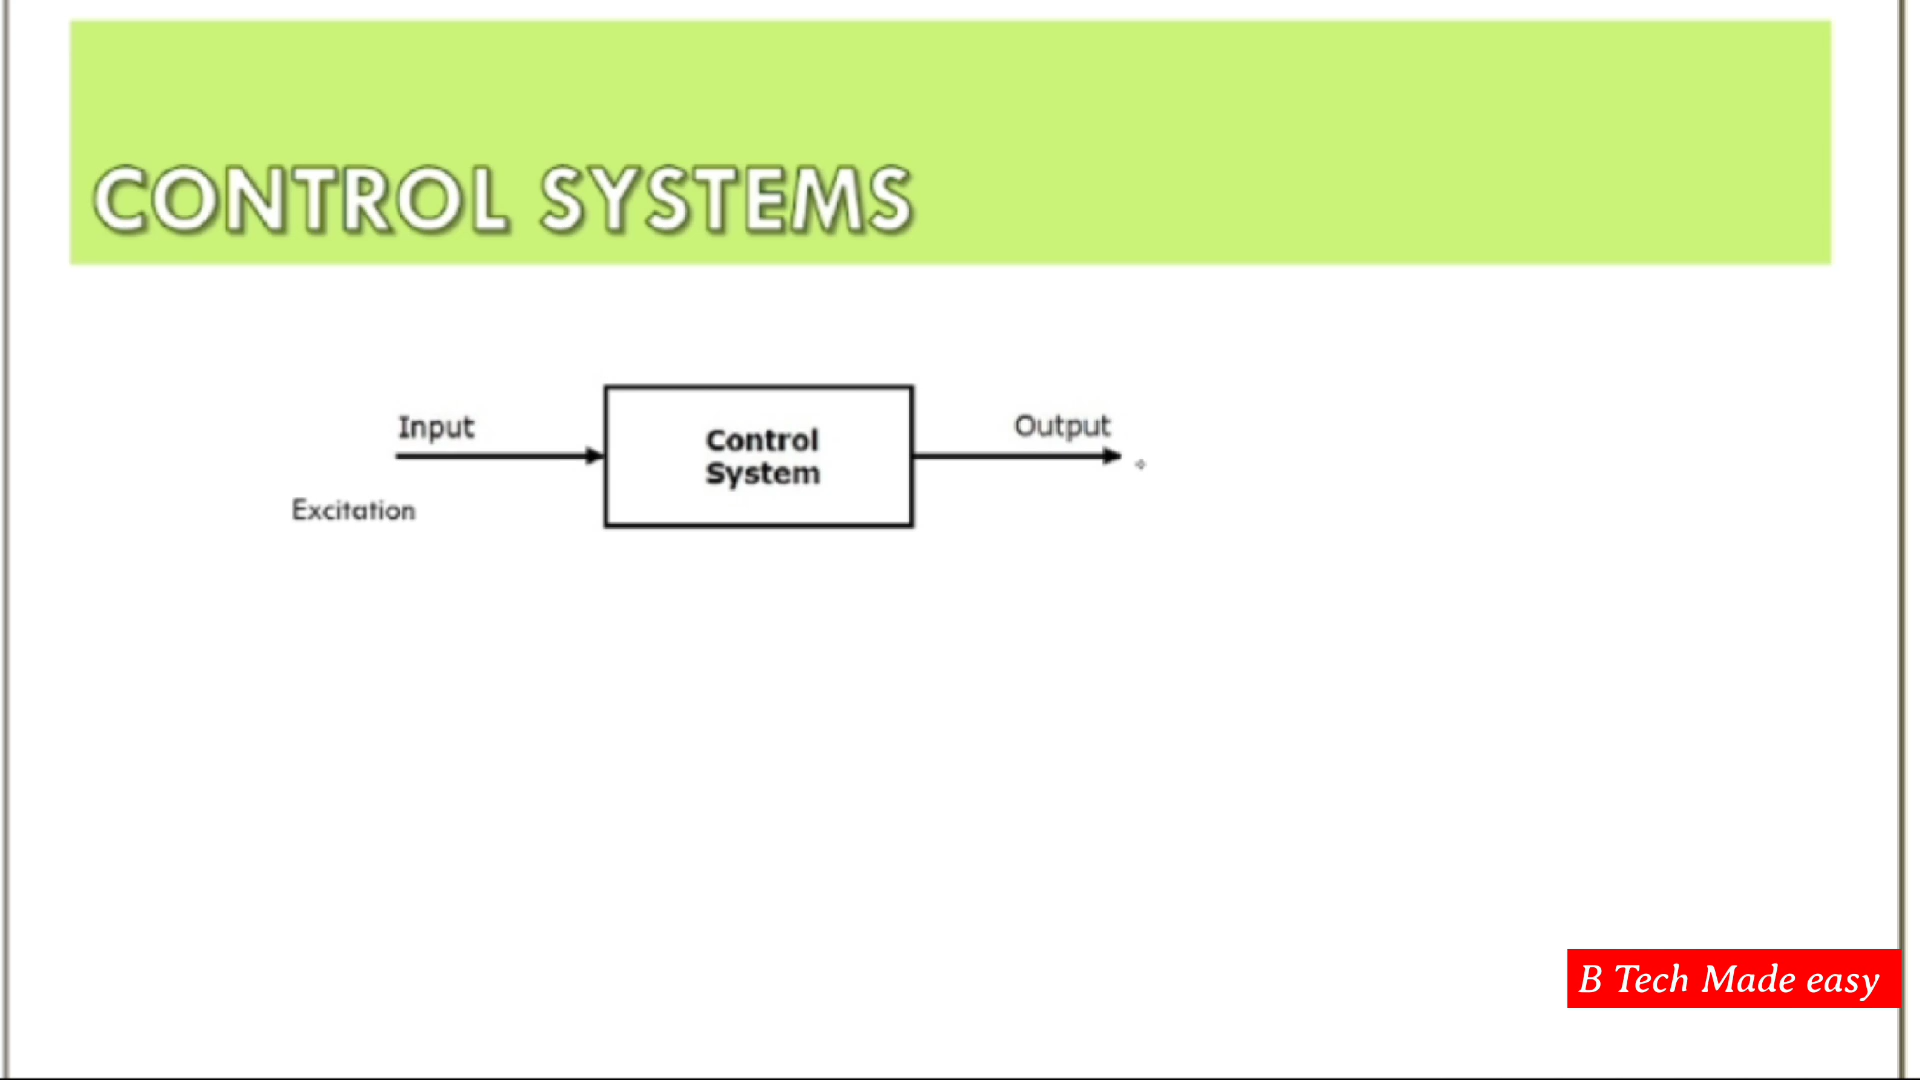 CONTROL SYSTEMS
Input
Control
System
Output
Excitation
B Tech Made easy